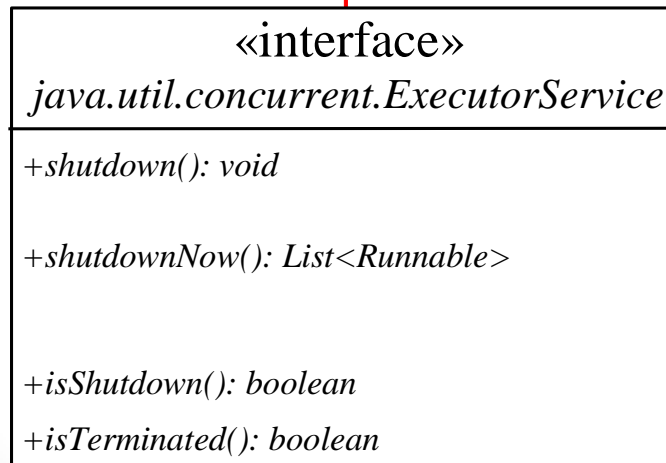 «interface»
java.util.concurrent.ExecutorService
+shutdown(): void
+shutdownNow(): List<Runnable>
+isShutdown(): boolean
+isTerminated(): boolean